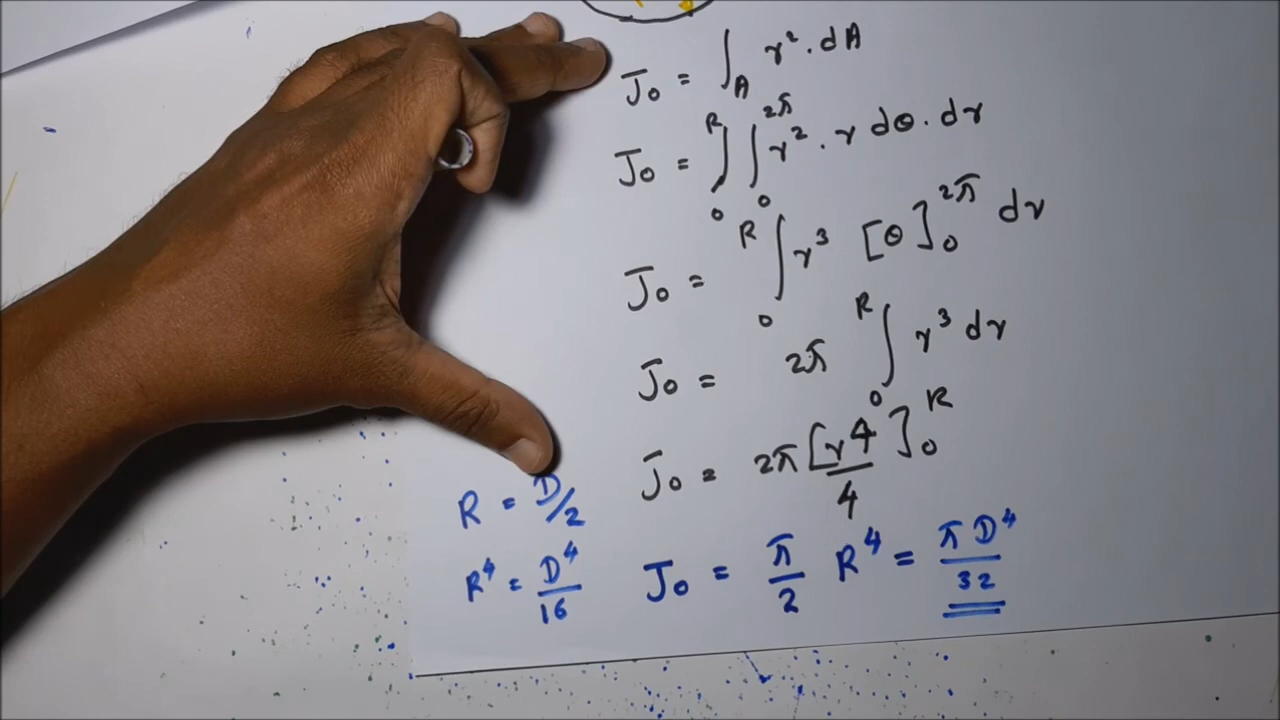 J₀ = ∫_A r² . dA
J₀ = ∫₀^R ∫₀^2π r² . r dθ . dr
J₀ = ∫₀^R r³ [θ]₀^2π dr
J₀ = 2π ∫₀^R r³ dr
J₀ = 2π [r⁴/4]₀^R
R = D/2
R⁴ = D⁴/16
J₀ = π/2 R⁴ = πD⁴/32